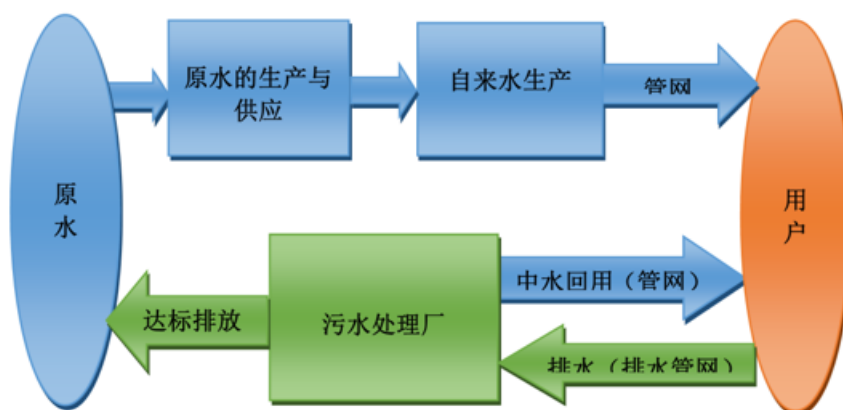 原水的生产与
供应
自来水生产
管网
原
水
用
户
中水回用（管网）
污水处理厂
达标排放
排水（排水管网）